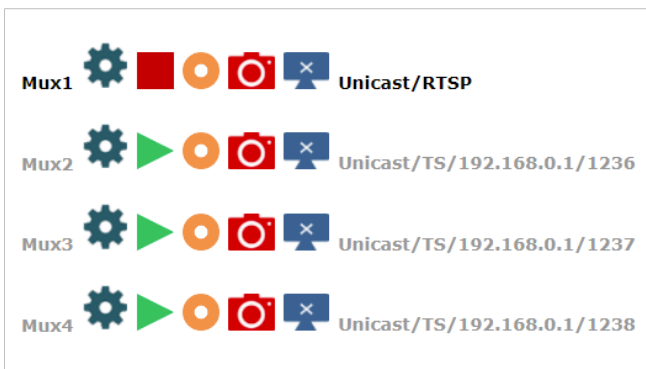 Mux1 Unicast/RTSP
Mux2 Unicast/TS/192.168.0.1/1236
Mux3 Unicast/TS/192.168.0.1/1237
Mux4 Unicast/TS/192.168.0.1/1238